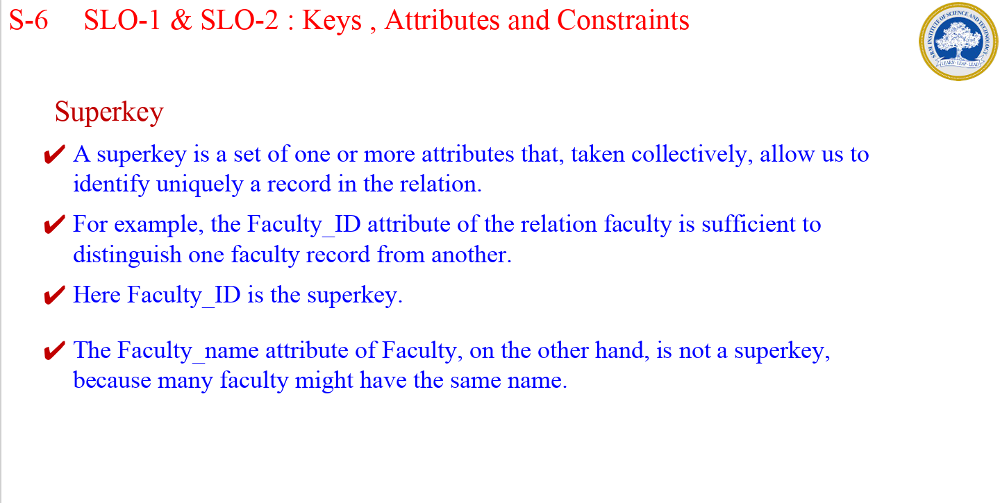 S-6 SLO-1 & SLO-2 : Keys , Attributes and Constraints
SRM INSTITUTE OF SCIENCE AND TECHNOLOGY
LEARN - LEAP - LEAD
Superkey
✔ A superkey is a set of one or more attributes that, taken collectively, allow us to
identify uniquely a record in the relation.
✔ For example, the Faculty_ID attribute of the relation faculty is sufficient to
distinguish one faculty record from another.
✔ Here Faculty_ID is the superkey.
✔ The Faculty_name attribute of Faculty, on the other hand, is not a superkey,
because many faculty might have the same name.